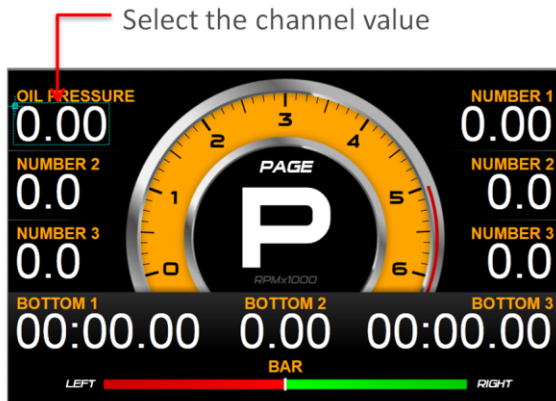 Select the channel value
OIL PRESSURE
0.00
NUMBER 1
0.00
NUMBER 2
0.0
NUMBER 2
0.0
NUMBER 3
0.0
NUMBER 3
0.0
0
1
2
3
4
5
6
PAGE
P
RPMx1000
BOTTOM 1
00:00.00
BOTTOM 2
0.00
BOTTOM 3
00:00.00
BAR
LEFT
RIGHT